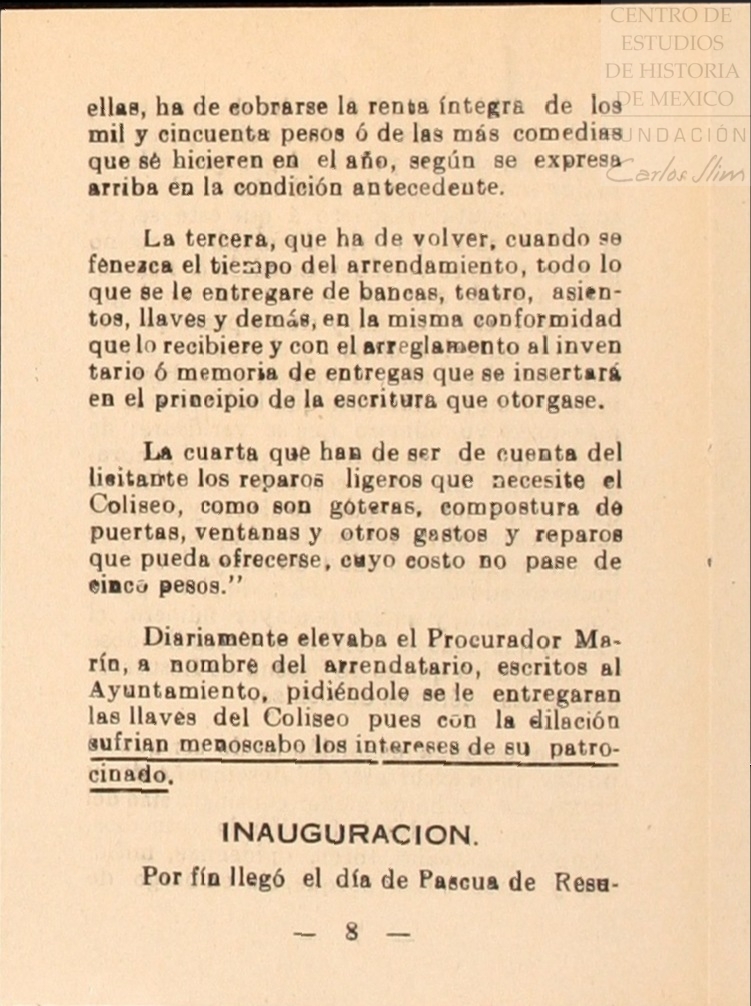 CENTRO DE
ESTUDIOS
DE HISTORIA
DE MEXICO
FUNDACIÓN
Carlos Slim
ellas, ha de cobrarse la renta íntegra de los
mil y cincuenta pesos ó de las más comedias
que sé hicieren en el año, según se expresa
arriba en la condición antecedente.
La tercera, que ha de volver, cuando se
fenezca el tiempo del arrendamiento, todo lo
que se le entregare de bancas, teatro, asien-
tos, llaves y demás, en la misma conformidad
que lo recibiere y con el arreglamento al inven
tario ó memoria de entregas que se insertará
en el principio de la escritura que otorgase.
La cuarta que han de ser de cuenta del
lisitante los reparos ligeros que necesite el
Coliseo, como son góteras, compostura de
puertas, ventanas y otros gastos y reparos
que pueda ofrecerse, cuyo costo no pase de
cinco pesos.”
Diariamente elevaba el Procurador Ma-
rín, a nombre del arrendatario, escritos al
Ayuntamiento, pidiéndole se le entregaran
las llaves del Coliseo pues con la dilación
sufrian menoscabo los intereses de su patro-
cinado.
INAUGURACION.
Por fín llegó el día de Pascua de Resu-
— 8 —